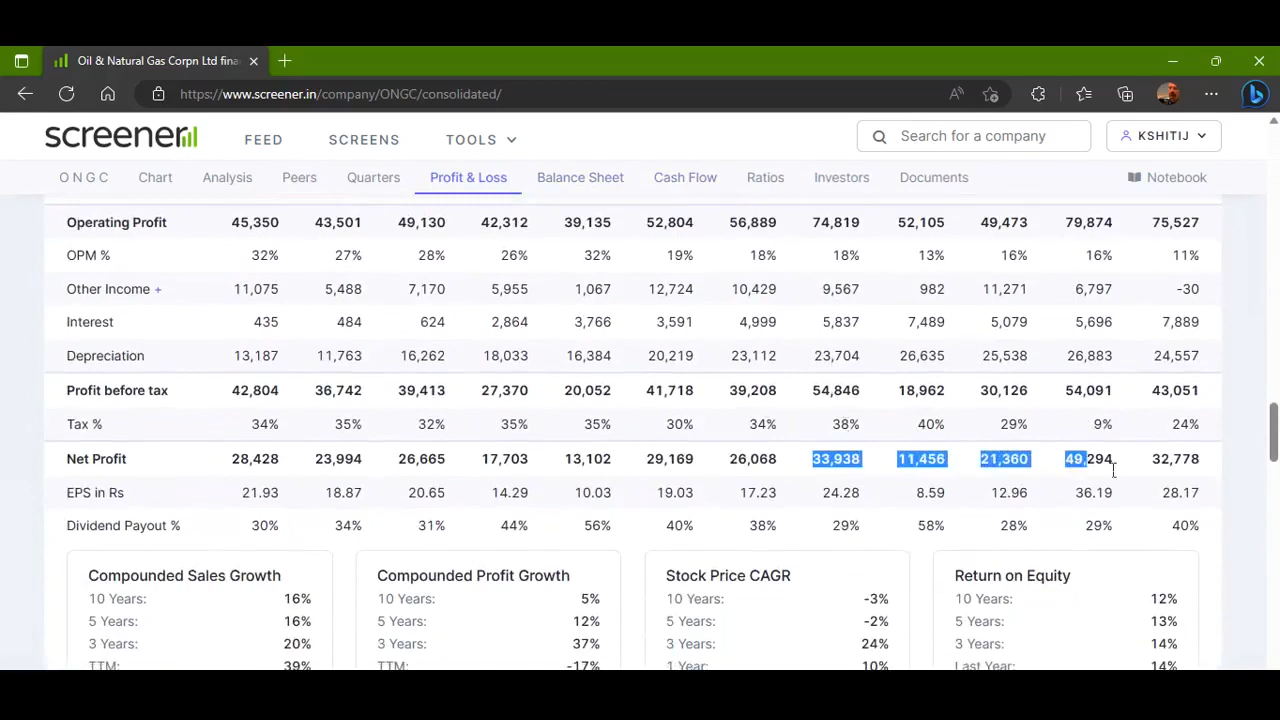 Oil & Natural Gas Corpn Ltd fina
https://www.screener.in/company/ONGC/consolidated/
screener FEED SCREENS TOOLS Search for a company KSHITIJ
ONGC Chart Analysis Peers Quarters Profit & Loss Balance Sheet Cash Flow Ratios Investors Documents Notebook
Operating Profit 45,350 43,501 49,130 42,312 39,135 52,804 56,889 74,819 52,105 49,473 79,874 75,527
OPM % 32% 27% 28% 26% 32% 19% 18% 18% 13% 16% 16% 11%
Other Income + 11,075 5,488 7,170 5,955 1,067 12,724 10,429 9,567 982 11,271 6,797 -30
Interest 435 484 624 2,864 3,766 3,591 4,999 5,837 7,489 5,079 5,696 7,889
Depreciation 13,187 11,763 16,262 18,033 16,384 20,219 23,112 23,704 26,635 25,538 26,883 24,557
Profit before tax 42,804 36,742 39,413 27,370 20,052 41,718 39,208 54,846 18,962 30,126 54,091 43,051
Tax % 34% 35% 32% 35% 35% 30% 34% 38% 40% 29% 9% 24%
Net Profit 28,428 23,994 26,665 17,703 13,102 29,169 26,068 33,938 11,456 21,360 49,294 32,778
EPS in Rs 21.93 18.87 20.65 14.29 10.03 19.03 17.23 24.28 8.59 12.96 36.19 28.17
Dividend Payout % 30% 34% 31% 44% 56% 40% 38% 29% 58% 28% 29% 40%
Compounded Sales Growth
10 Years: 16%
5 Years: 16%
3 Years: 20%
TTM: 39%
Compounded Profit Growth
10 Years: 5%
5 Years: 12%
3 Years: 37%
TTM: -17%
Stock Price CAGR
10 Years: -3%
5 Years: -2%
3 Years: 24%
1 Year: 10%
Return on Equity
10 Years: 12%
5 Years: 13%
3 Years: 14%
Last Year: 14%